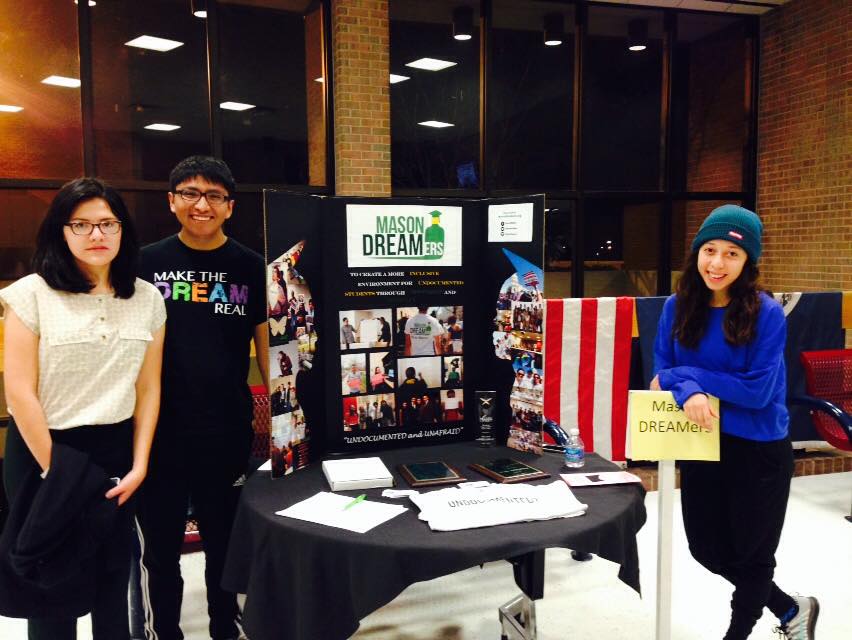 MAKE THE
DREAM
REAL
MASON
DREAMERS
TO CREATE A MORE INCLUSIVE
ENVIRONMENT FOR UNDOCUMENTED
STUDENTS THROUGH AND
"UNDOCUMENTED and UNAFRAID"
UNDOCUMENTED
Mason
DREAMers